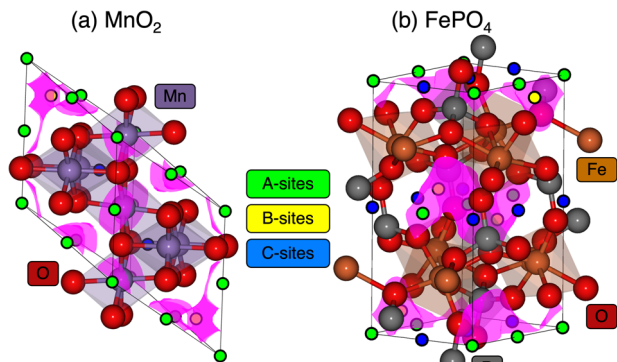 (a) MnO₂
(b) FePO₄
Mn
A-sites
B-sites
C-sites
Fe
O
O